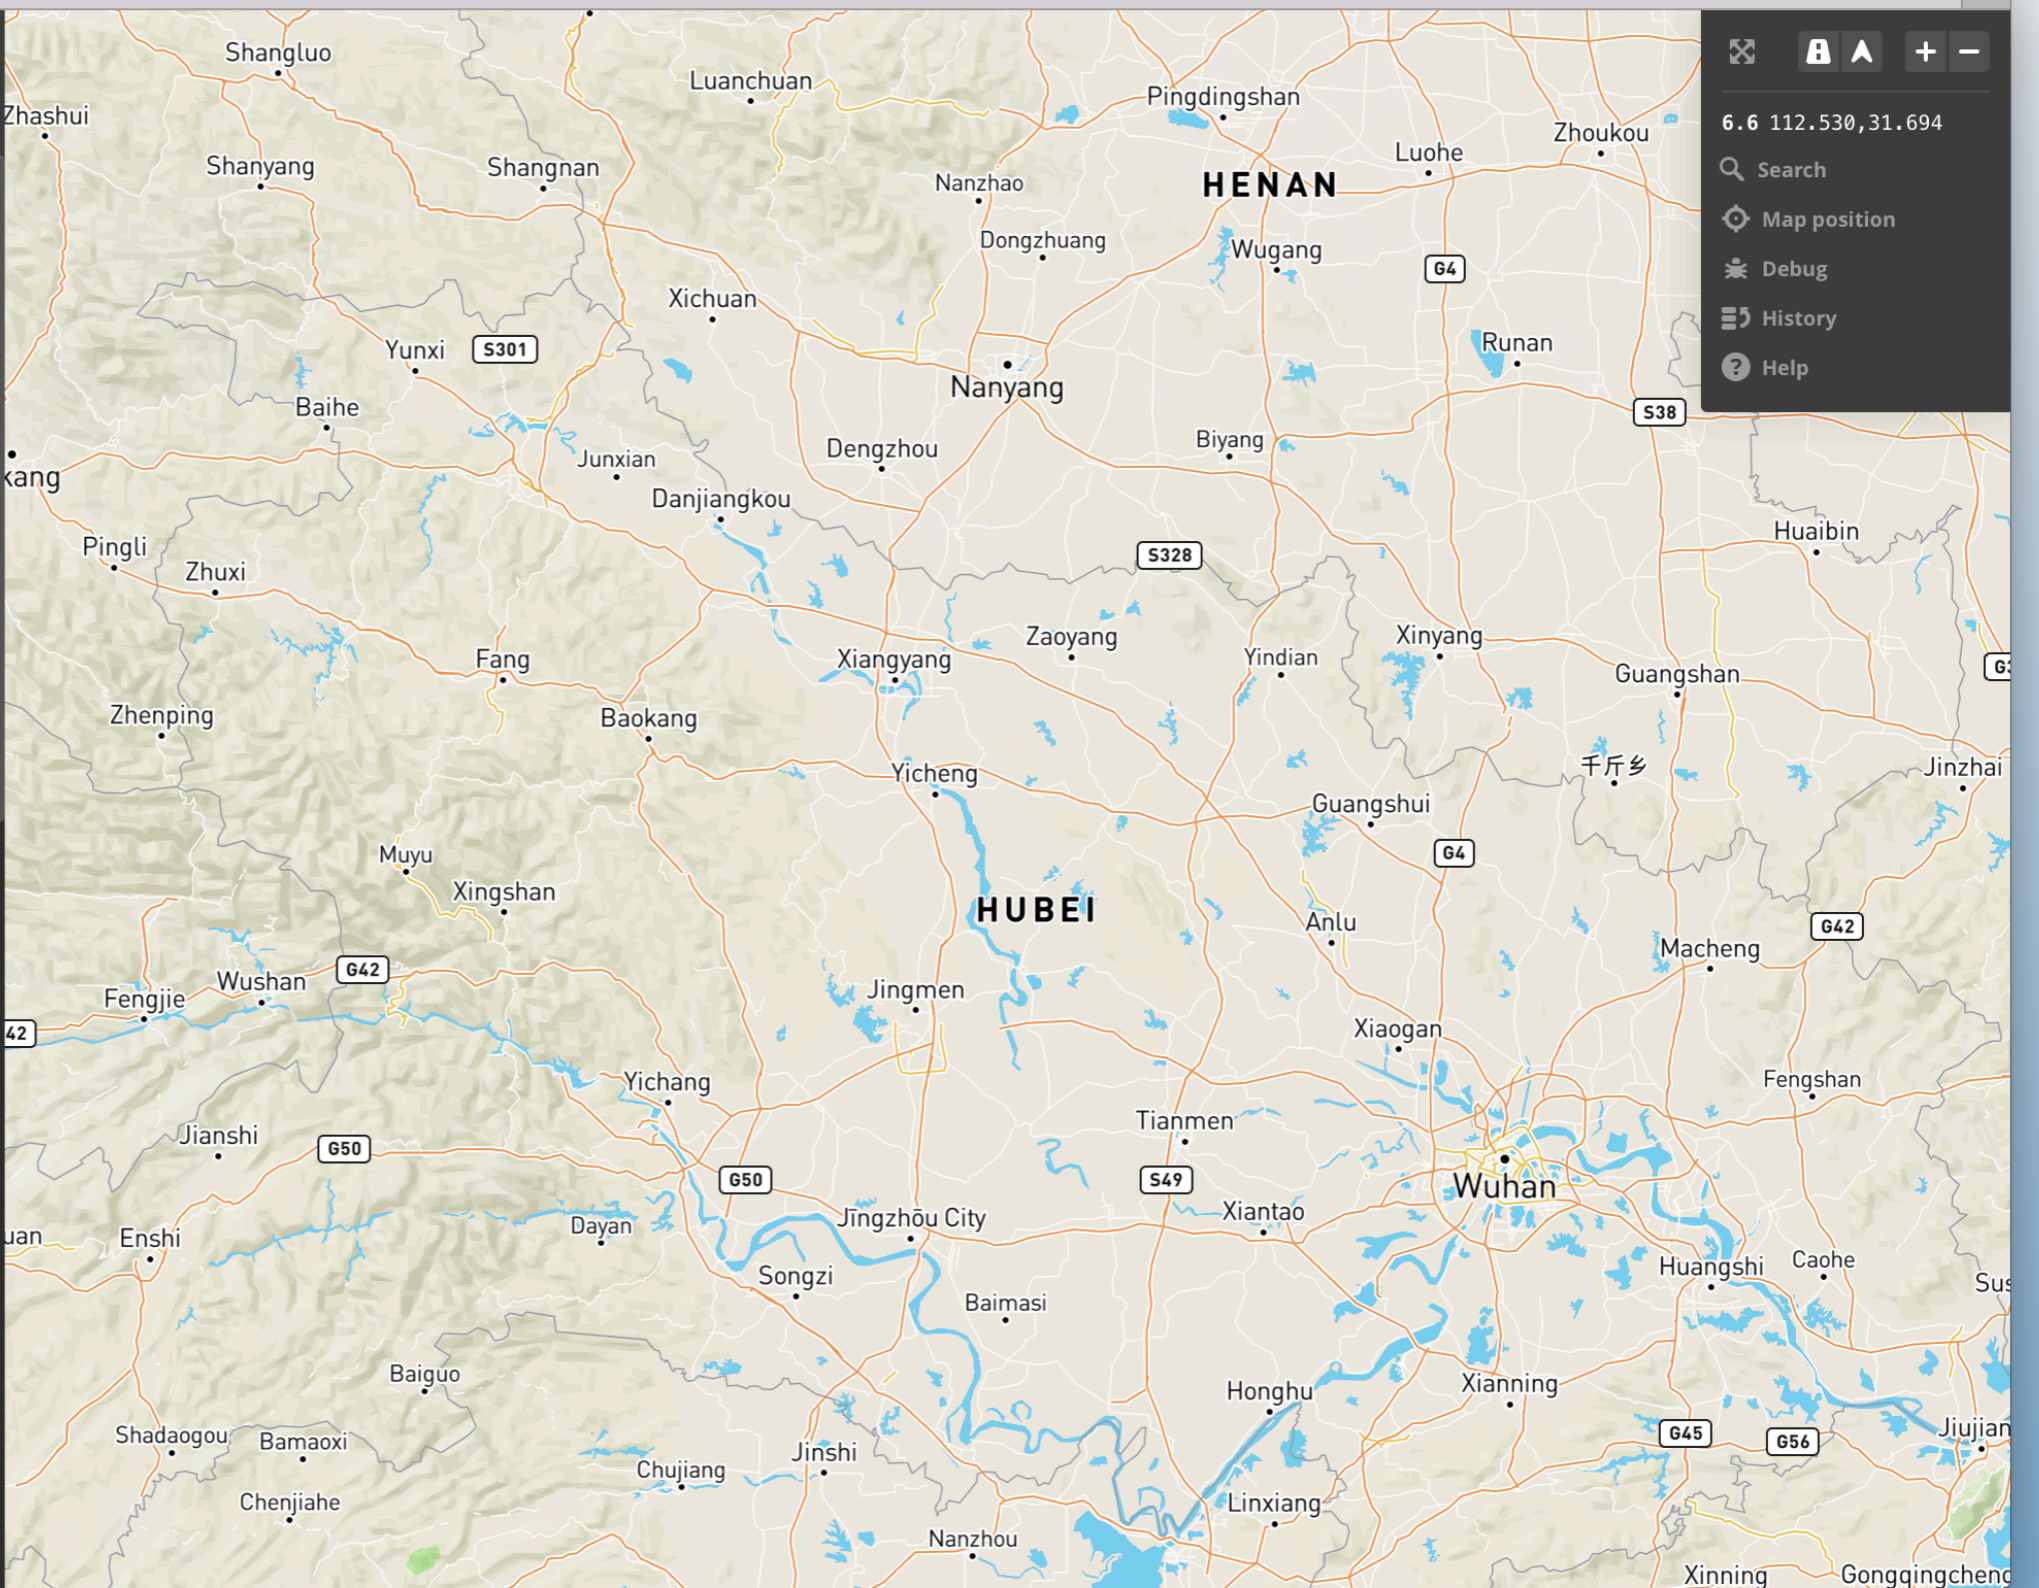 Shangluo
Luanchuan
Pingdingshan
Zhashui
Zhoukou
6.6 112.530,31.694
Luohe
Shanyang
Shangnan
Search
Nanzhao
HENAN
Map position
Dongzhuang
Wugang
G4
Debug
Xichuan
History
Yunxi
S301
Runan
Help
Nanyang
Baihe
S38
Biyang
Dengzhou
Junxian
kang
Danjiangkou
Huaibin
Pingli
S328
Zhuxi
Zaoyang
Xinyang
Fang
Xiangyang
Yindian
G3
Guangshan
Zhenping
Baokang
千斤乡
Jinzhai
Yicheng
Guangshui
Muyu
G4
Xingshan
HUBEI
Anlu
G42
Macheng
G42
Wushan
Jingmen
Fengjie
42
Xiaogan
Yichang
Fengshan
Tianmen
Jianshi
G50
G50
S49
Wuhan
Xiantao
Jīngzhōu City
Dayan
uan
Enshi
Caohe
Huangshi
Songzi
Sus
Baimasi
Baiguo
Xianning
Honghu
Jiujian
Shadaogou
Bamaoxi
G45
G56
Jinshi
Chujiang
Chenjiahe
Linxiang
Nanzhou
Xinning
Gongqingcheng